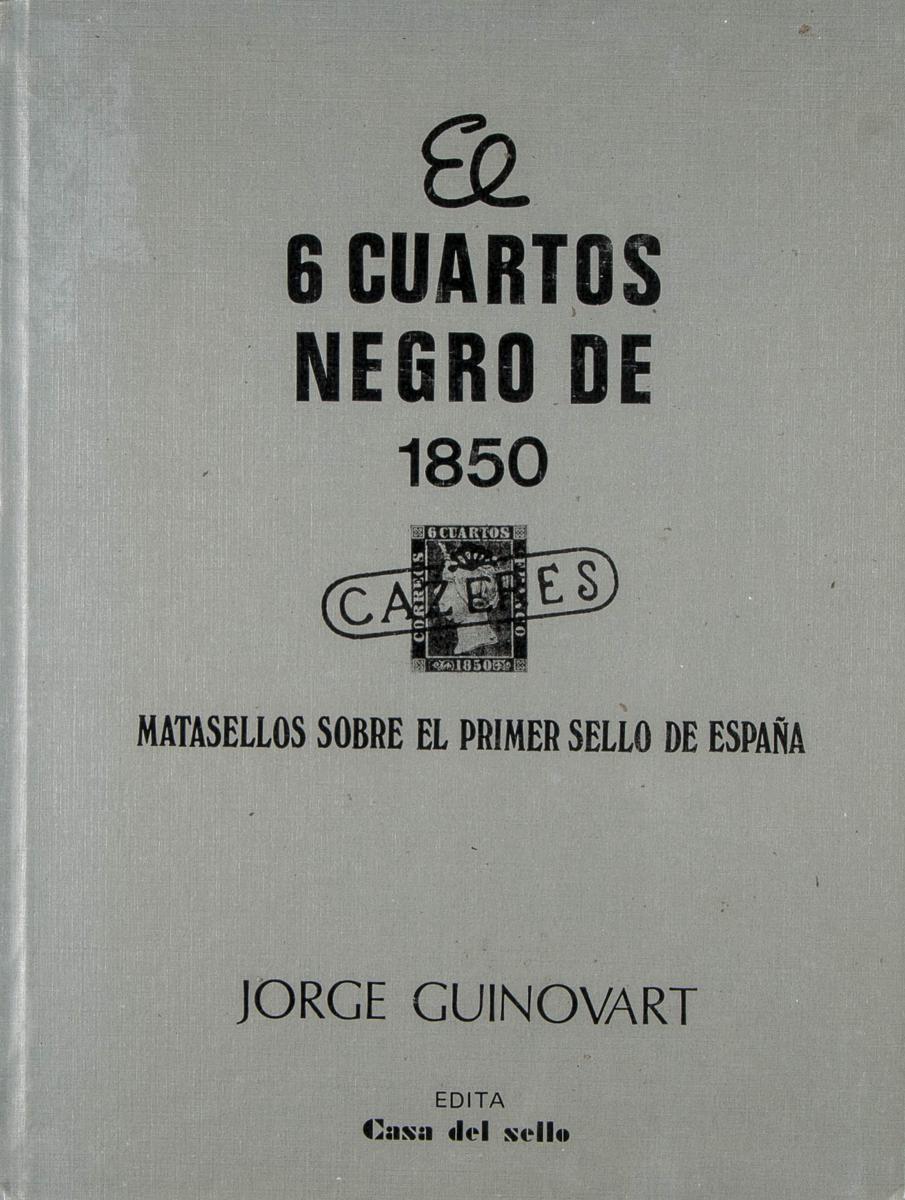 El
6 CUARTOS
NEGRO DE
1850
6 CUARTOS
CORREOS
CAZERES
1850
MATASELLOS SOBRE EL PRIMER SELLO DE ESPAÑA
JORGE GUINOVART
EDITA
Casa del sello